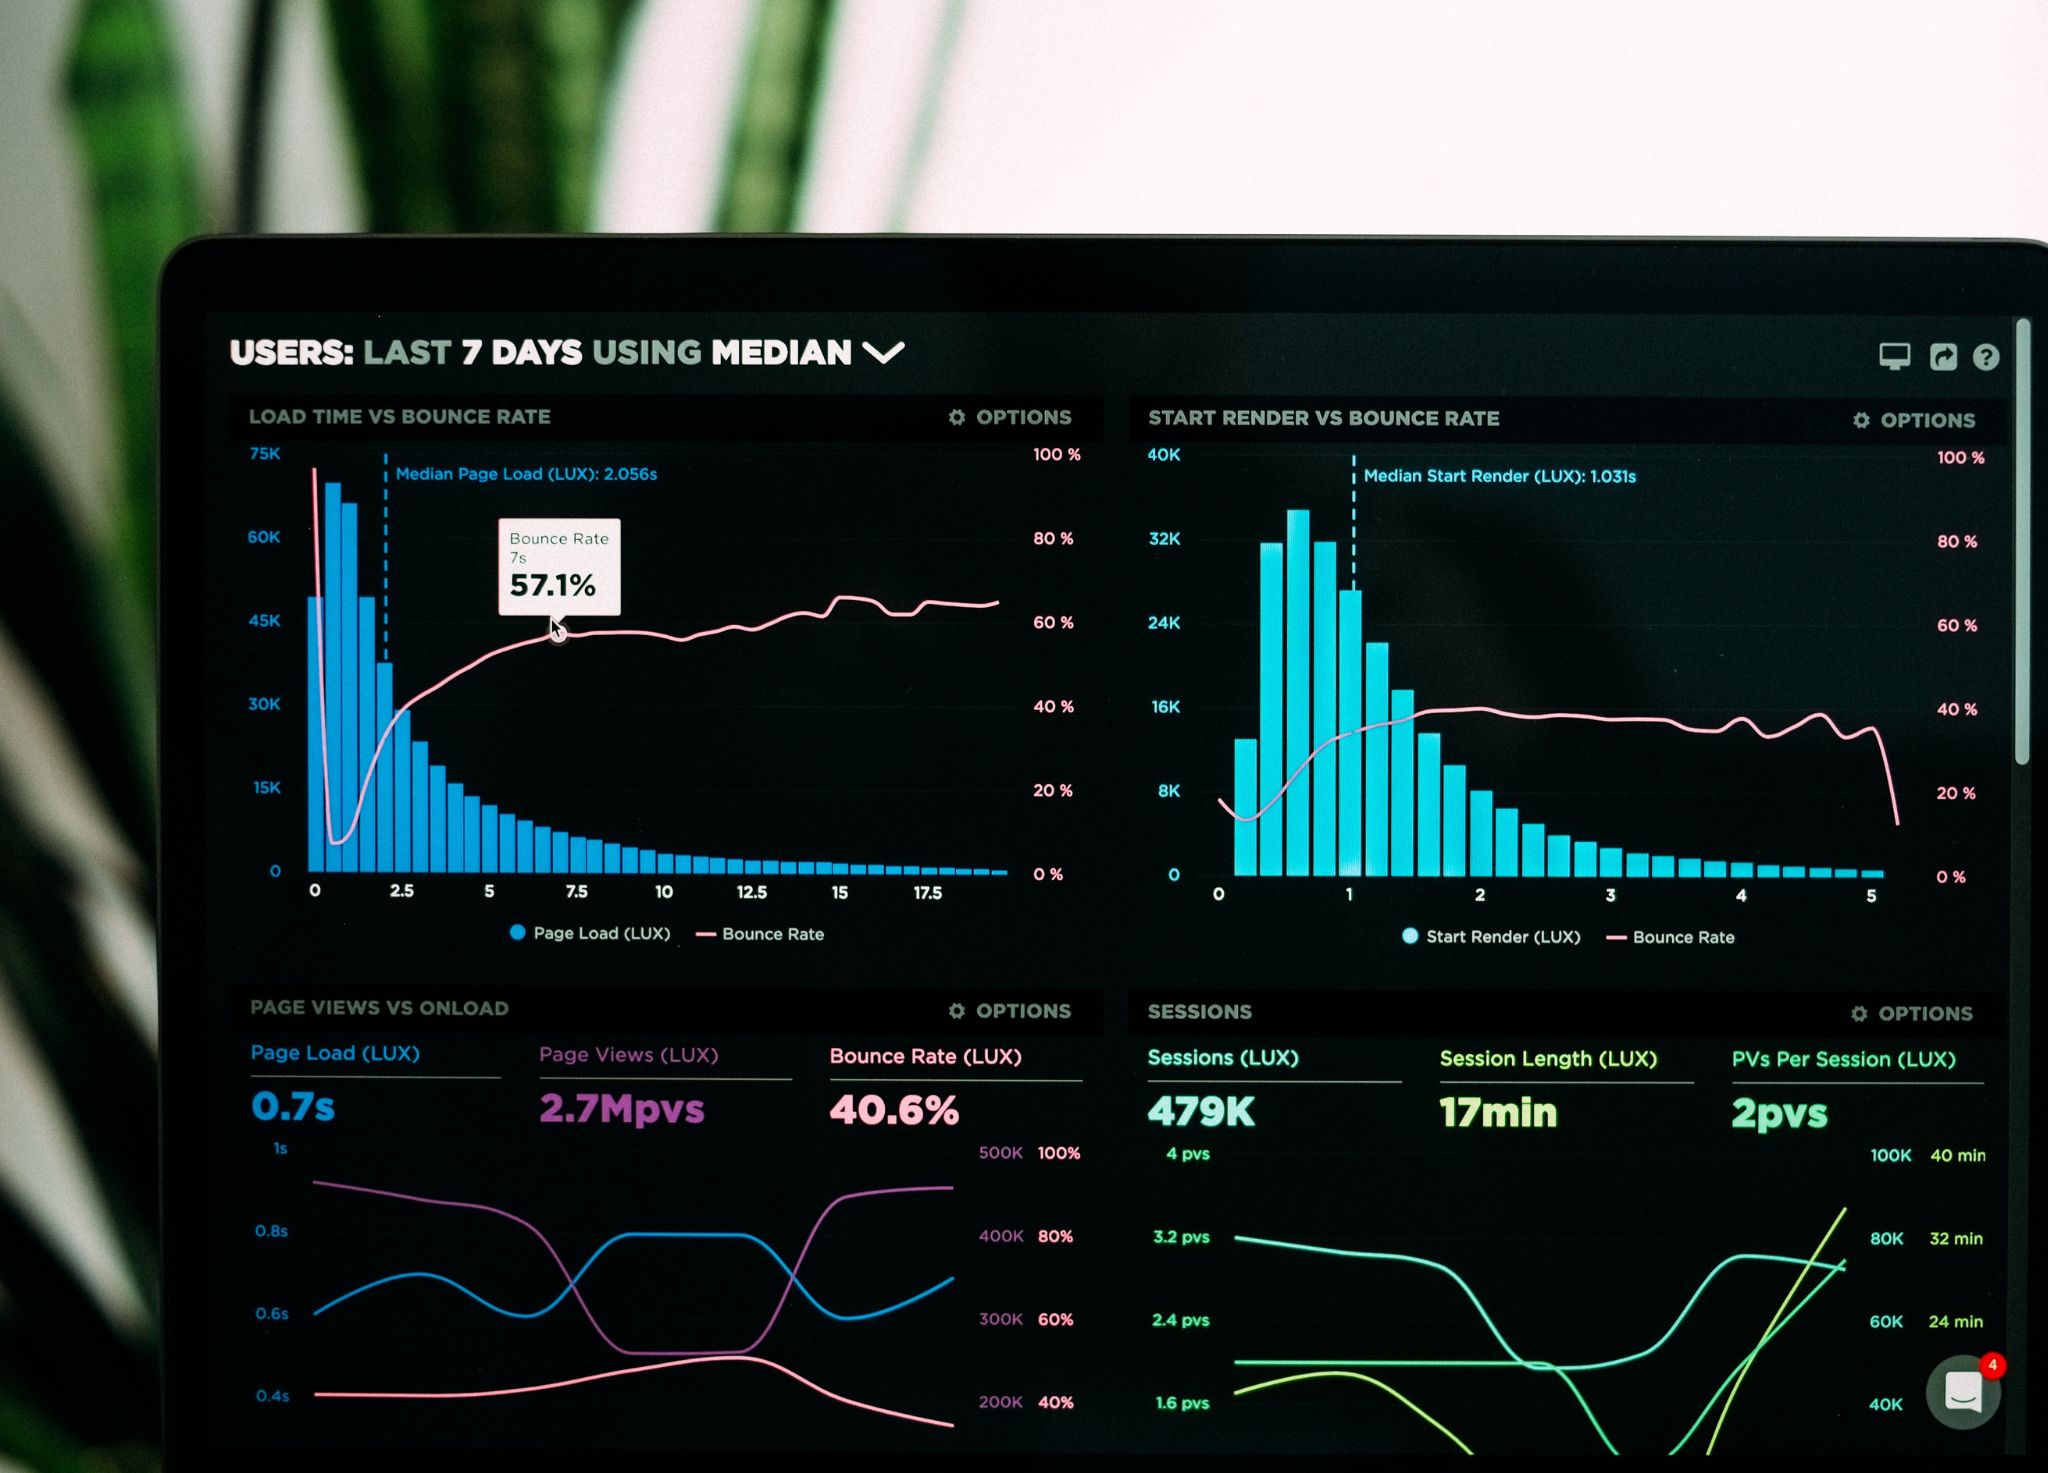 USERS: LAST 7 DAYS USING MEDIAN
LOAD TIME VS BOUNCE RATE
OPTIONS
75K
60K
45K
30K
15K
0
Median Page Load (LUX): 2.056s
Bounce Rate
7s
57.1%
100 %
80 %
60 %
40 %
20 %
0 %
0 2.5 5 7.5 10 12.5 15 17.5
Page Load (LUX) Bounce Rate
START RENDER VS BOUNCE RATE
OPTIONS
40K
32K
24K
16K
8K
0
Median Start Render (LUX): 1.031s
100 %
80 %
60 %
40 %
20 %
0 %
0 1 2 3 4 5
Start Render (LUX) Bounce Rate
PAGE VIEWS VS ONLOAD
OPTIONS
Page Load (LUX)
0.7s
Page Views (LUX)
2.7Mpvs
Bounce Rate (LUX)
40.6%
1s
0.8s
0.6s
0.4s
500K 100%
400K 80%
300K 60%
200K 40%
SESSIONS
OPTIONS
Sessions (LUX)
479K
Session Length (LUX)
17min
PVs Per Session (LUX)
2pvs
4 pvs
3.2 pvs
2.4 pvs
1.6 pvs
100K 40 min
80K 32 min
60K 24 min
40K
4